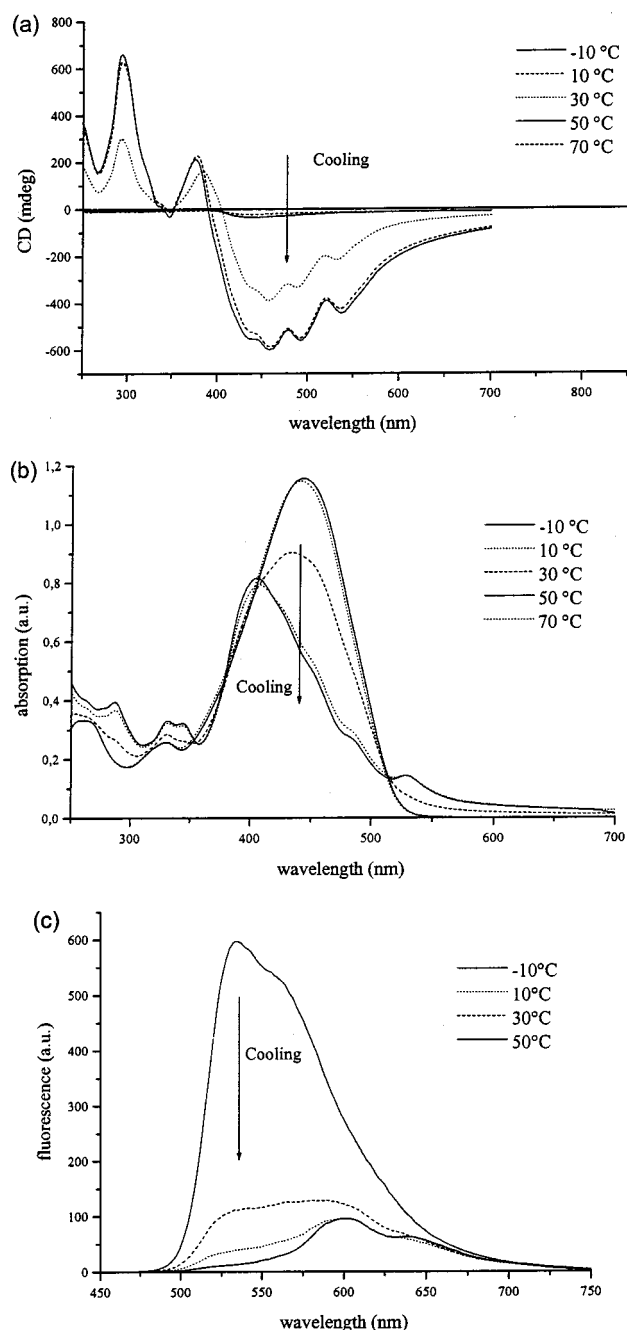 (a)
800
600
400
200
0
-200
-400
-600
CD (mdeg)
-10 °C
10 °C
30 °C
50 °C
70 °C
Cooling
300 400 500 600 700 800
wavelength (nm)
(b)
1,2
1,0
0,8
0,6
0,4
0,2
0,0
absorption (a.u.)
-10 °C
10 °C
30 °C
50 °C
70 °C
Cooling
300 400 500 600 700
wavelength (nm)
(c)
600
500
400
300
200
100
0
fluorescence (a.u.)
-10°C
10°C
30°C
50°C
Cooling
450 500 550 600 650 700 750
wavelength (nm)